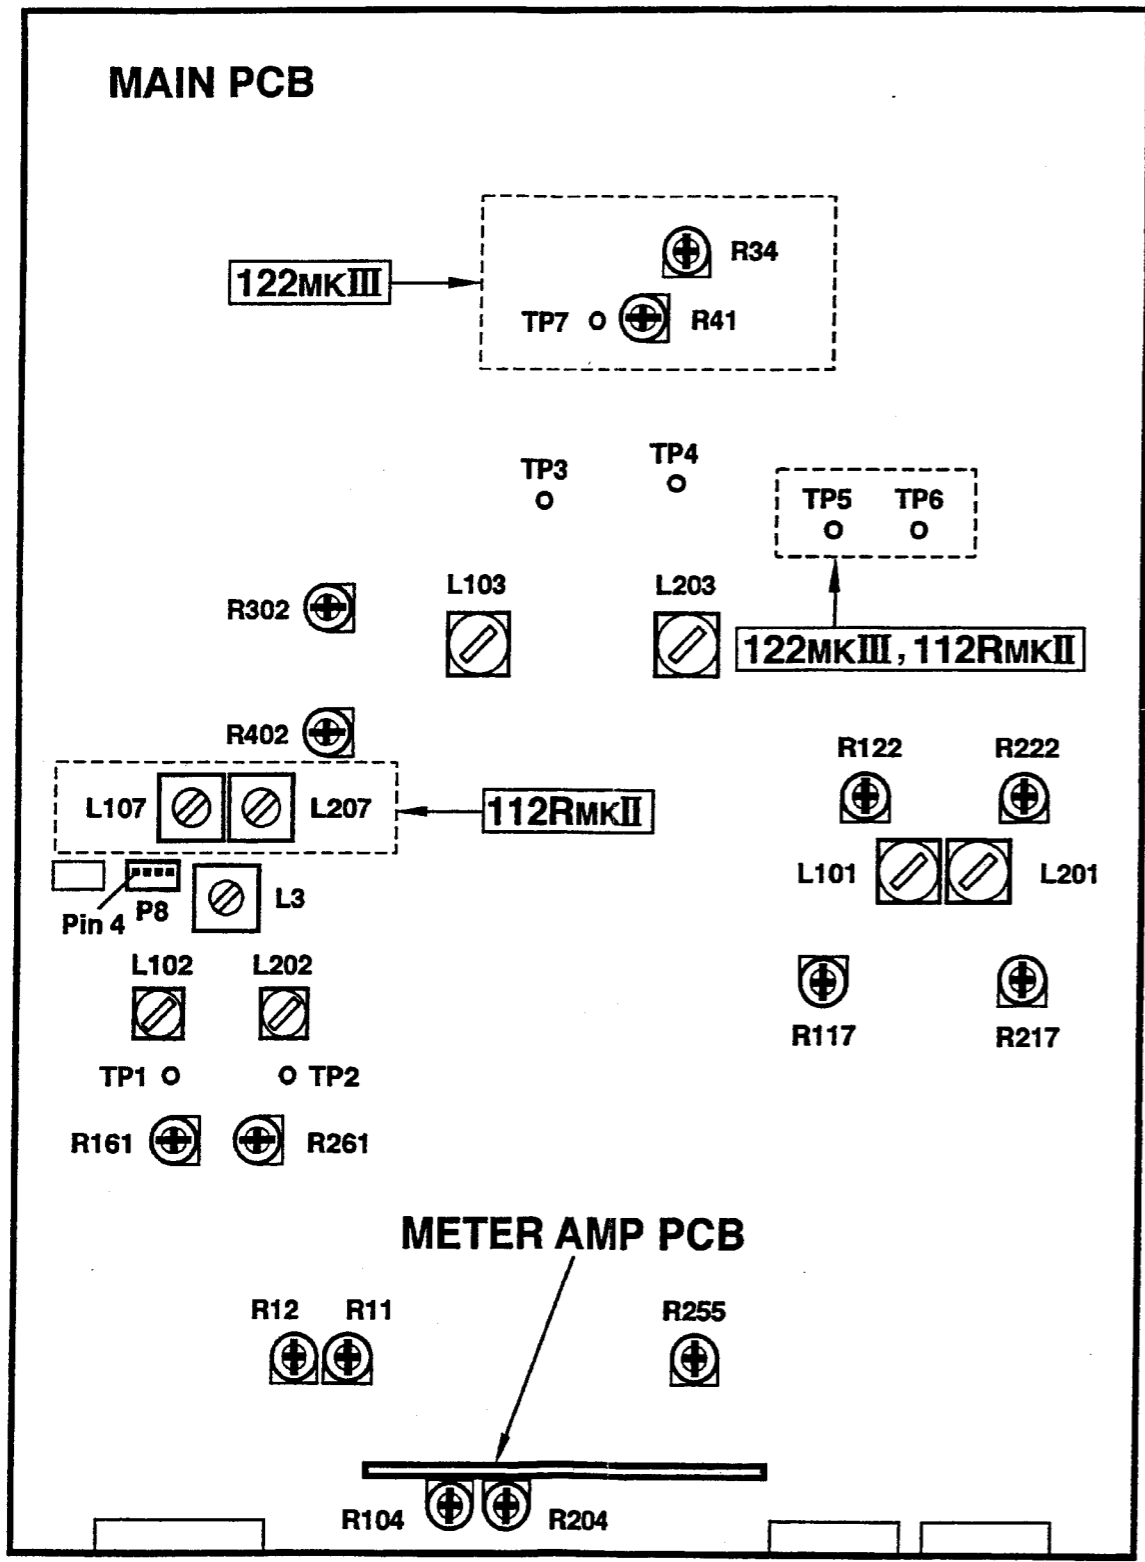 MAIN PCB
R34
122MKIII
TP7
R41
TP3
TP4
TP5
TP6
L103
L203
R302
122MKIII, 112RMKII
R402
R122
R222
L107
L207
112RMKII
L101
L201
Pin 4
P8
L3
L102
L202
R117
R217
TP1
TP2
R161
R261
METER AMP PCB
R12
R11
R255
R104
R204